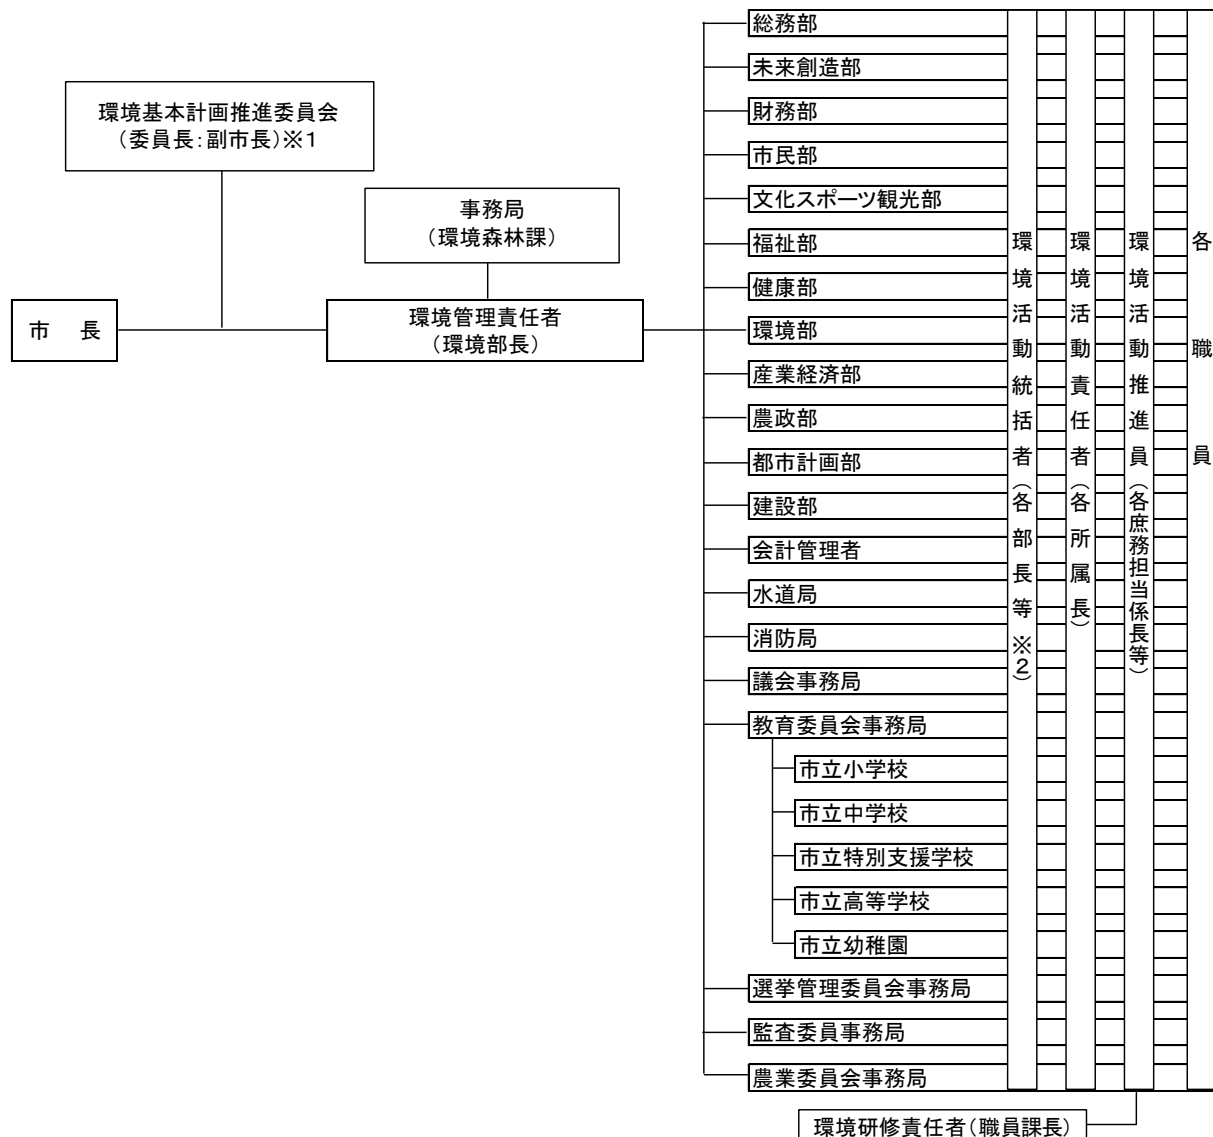 環境基本計画推進委員会
（委員長：副市長）※1
事務局
（環境森林課）
市　長
環境管理責任者
（環境部長）
総務部
未来創造部
財務部
市民部
文化スポーツ観光部
福祉部
健康部
環境部
産業経済部
農政部
都市計画部
建設部
会計管理者
水道局
消防局
議会事務局
教育委員会事務局
市立小学校
市立中学校
市立特別支援学校
市立高等学校
市立幼稚園
選挙管理委員会事務局
監査委員事務局
農業委員会事務局
環境活動統括者（各部長等※2）
環境活動責任者（各所属長）
環境活動推進員（各庶務担当係長等）
各職員
環境研修責任者（職員課長）